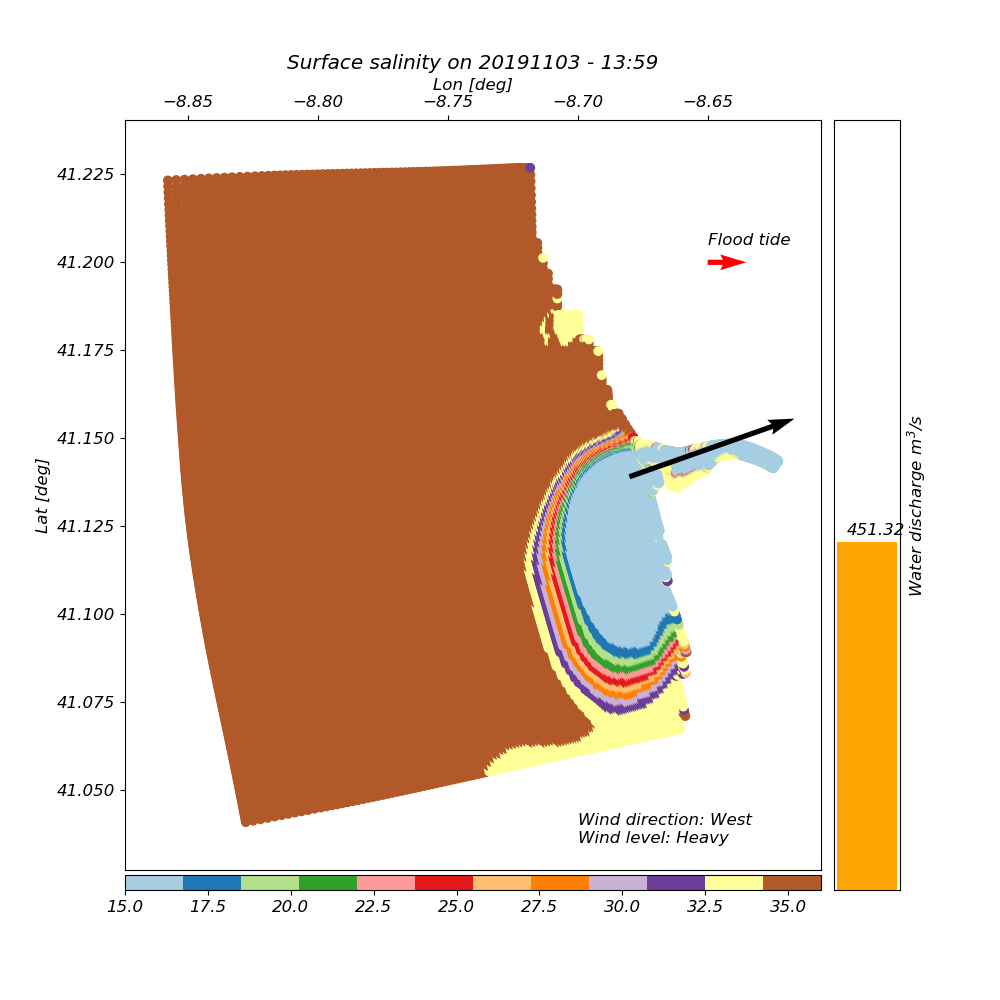 Surface salinity on 20191103 - 13:59
Lon [deg]
−8.85 −8.80 −8.75 −8.70 −8.65
41.225
41.200
41.175
41.150
41.125
41.100
41.075
41.050
Lat [deg]
Flood tide
451.32
Water discharge m³/s
Wind direction: West
Wind level: Heavy
15.0 17.5 20.0 22.5 25.0 27.5 30.0 32.5 35.0